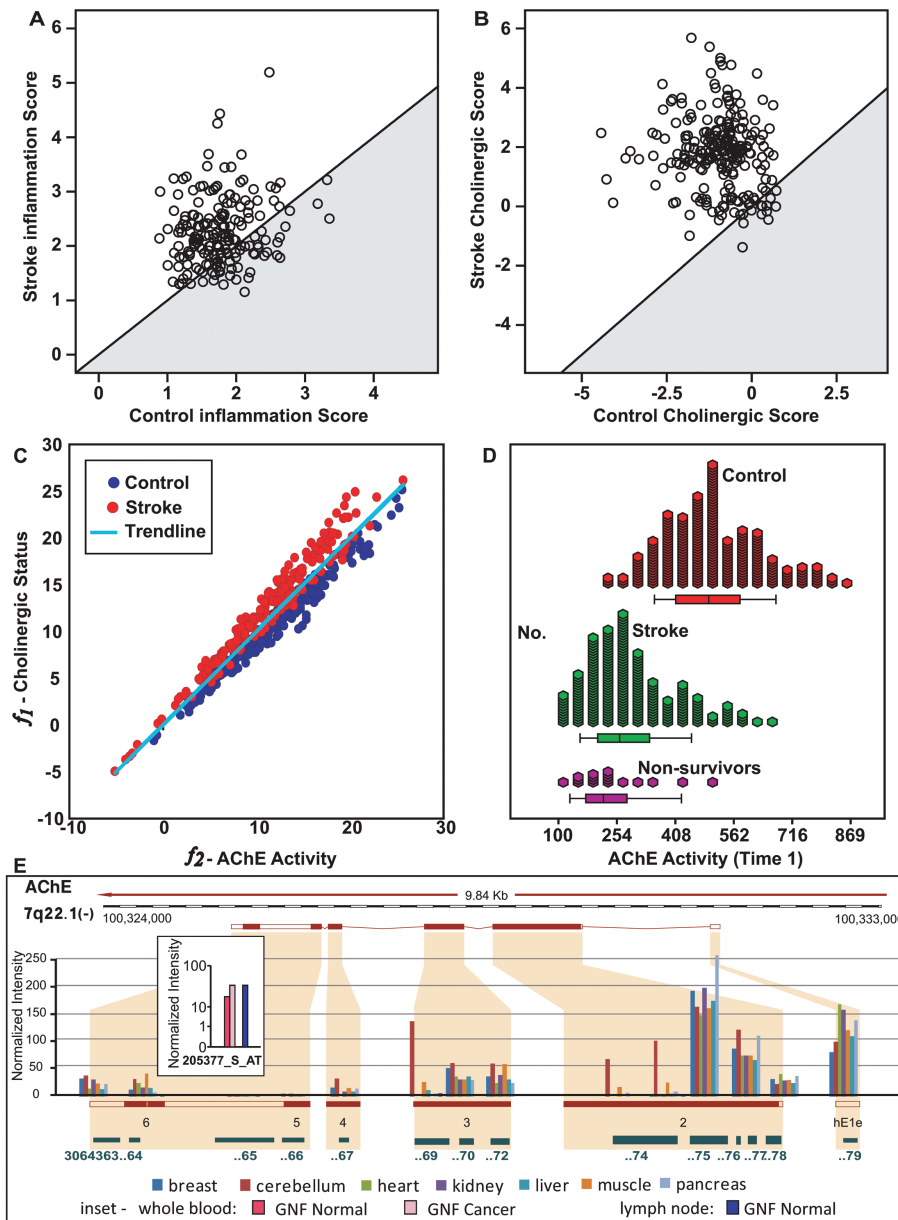 A
Stroke inflammation Score
6
5
4
3
2
1
0
0 1 2 3 4
Control inflammation Score
B
Stroke Cholinergic Score
6
4
2
0
-2
-4
-5 -2.5 0 2.5
Control Cholinergic Score
C
f1 - Cholinergic Status
30
25
20
15
10
5
0
-5
-10
Control
Stroke
Trendline
-10 0 10 20 30
f2 - AChE Activity
D
Control
No.
Stroke
Non-survivors
100 254 408 562 716 869
AChE Activity (Time 1)
E
AChE
9.84 Kb
7q22.1(-)
100,324,000 100,333,000
Normalized Intensity
250
200
150
100
50
0
Normalized Intensity
100
10
1
0
205377_S_AT
6 5 4 3 2 hE1e
3064363..64 ..65 ..66 ..67 ..69 ..70 ..72 ..74 ..75 ..76 ..77 ..78 ..79
breast cerebellum heart kidney liver muscle pancreas
inset - whole blood: GNF Normal GNF Cancer lymph node: GNF Normal